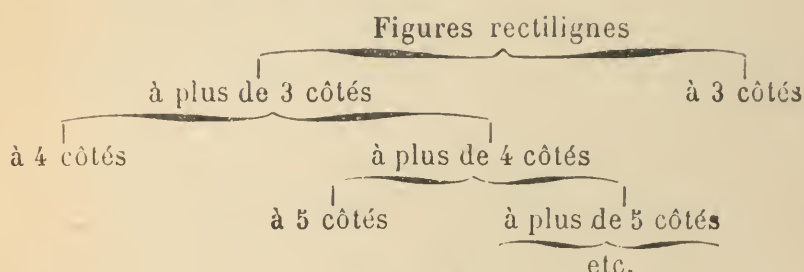 Figures rectilignes
à plus de 3 côtés à 3 côtés
à 4 côtés à plus de 4 côtés
à 5 côtés à plus de 5 côtés
etc.